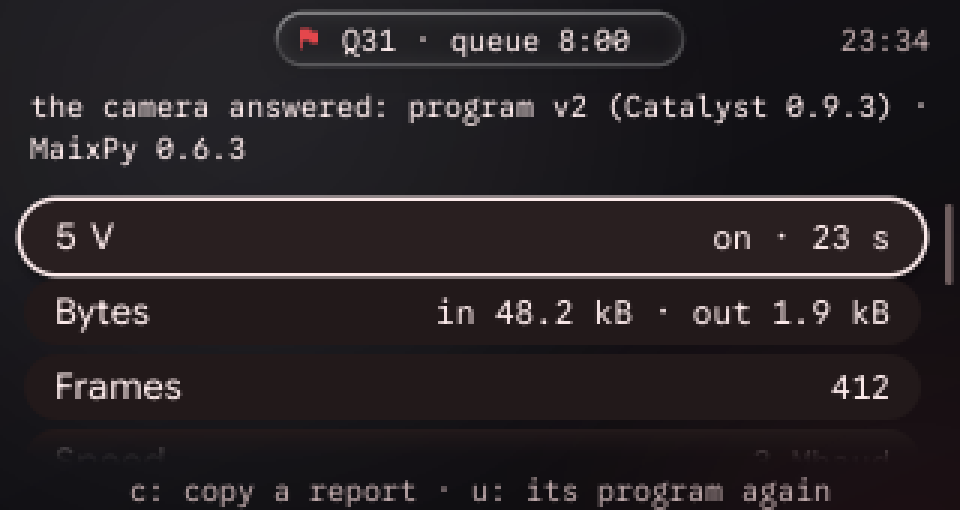 Q31 · queue 8:00
23:34
the camera answered: program v2 (Catalyst 0.9.3) ·
MaixPy 0.6.3
5 V on · 23 s
Bytes in 48.2 kB · out 1.9 kB
Frames 412
c: copy a report · u: its program again